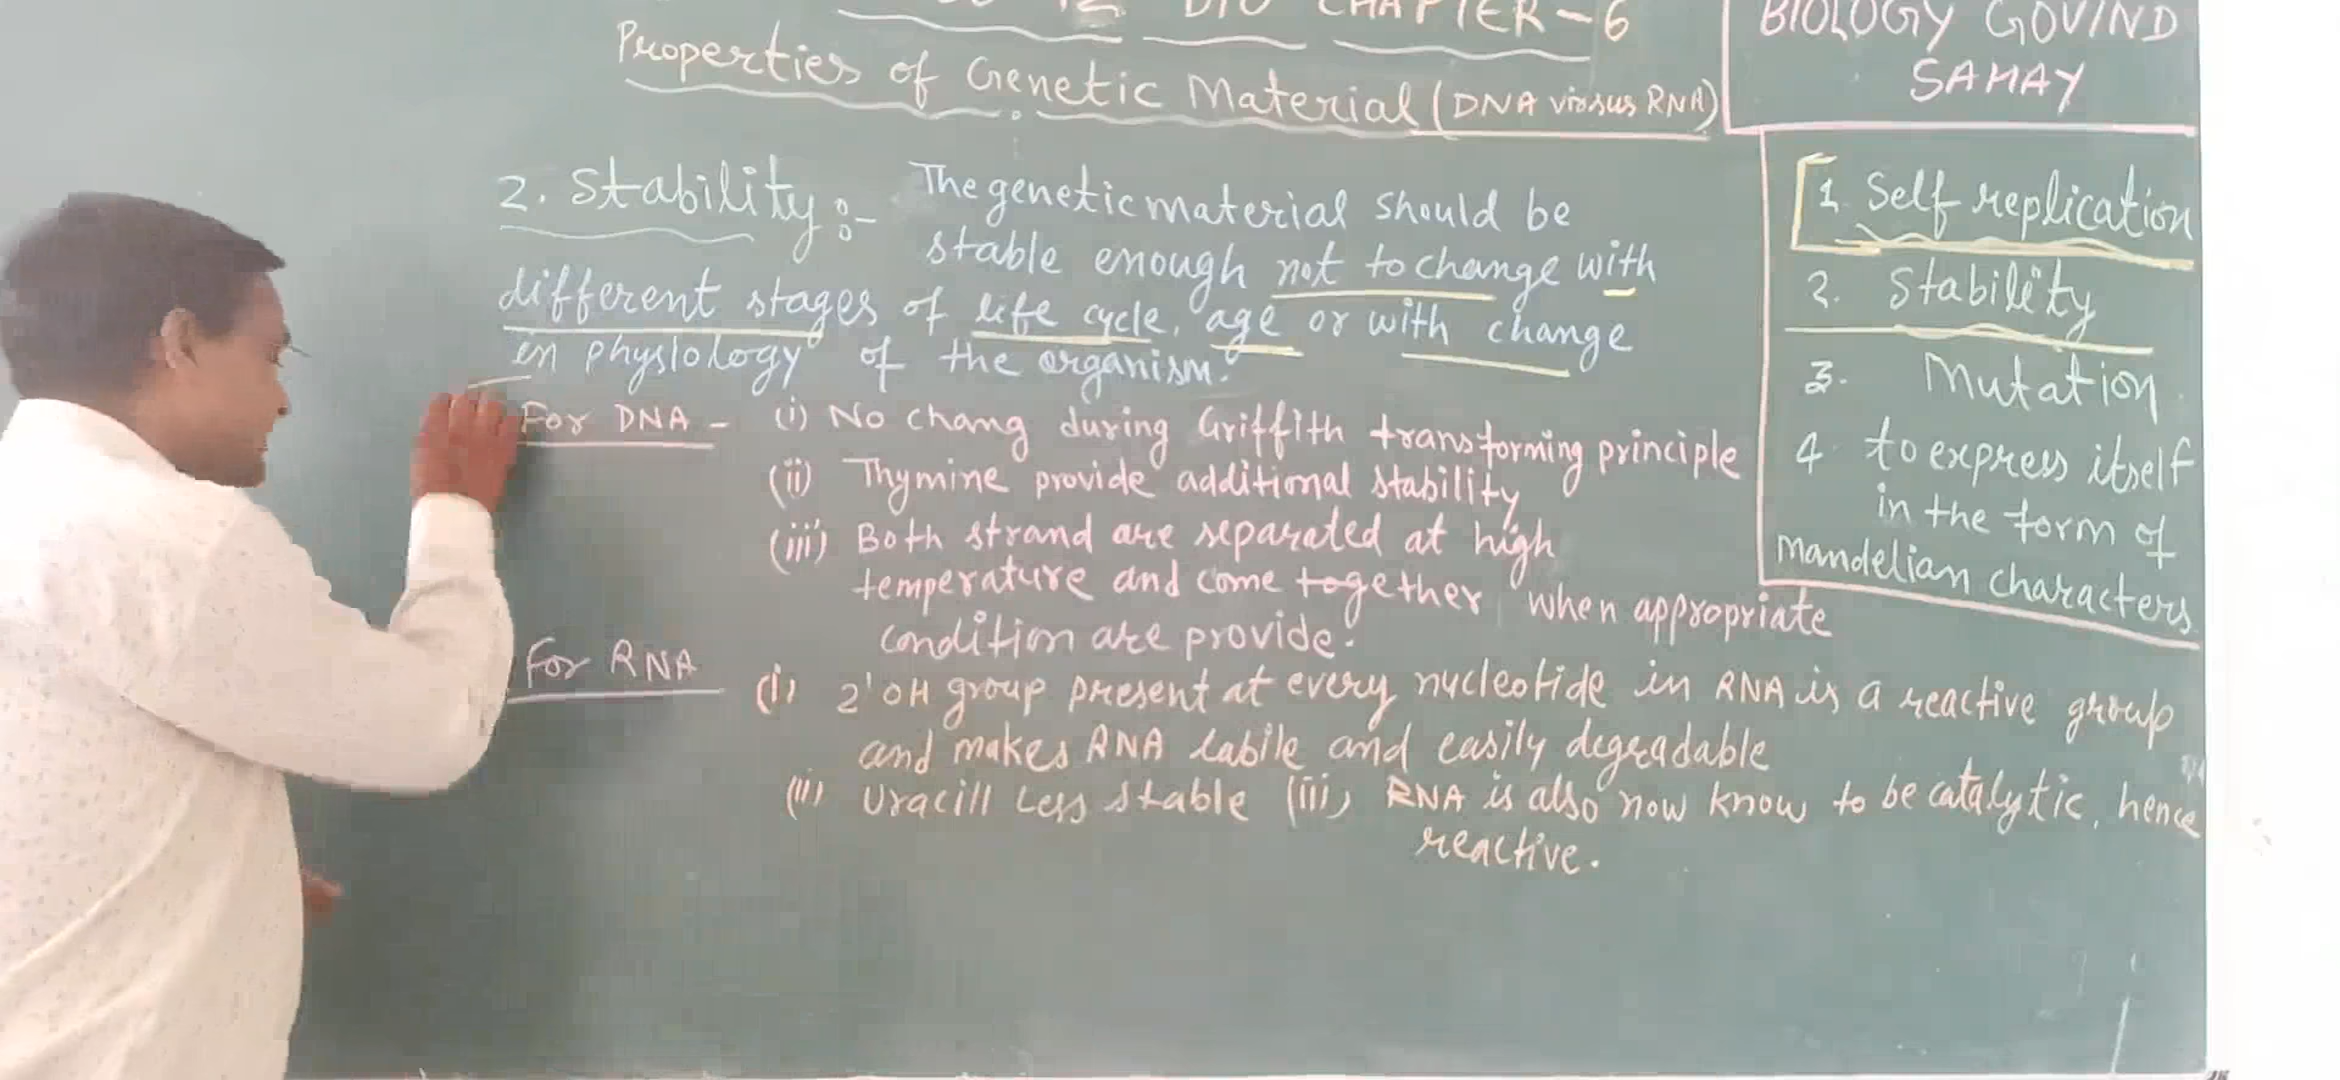 12 BIO CHAPTER-6
Properties of Genetic Material (DNA virsus RNA)
BIOLOGY GOVIND
SAHAY
2. Stability :- The genetic material should be
stable enough not to change with
different stages of life cycle, age or with change
in physiology of the organism.
For DNA - (i) No chang during Griffith transforming principle
(ii) Thymine provide additional stability
(iii) Both strand are separated at high
temperature and come together when appropriate
condition are provide.
For RNA (i) 2' OH group present at every nucleotide in RNA is a reactive group
and makes RNA labile and easily degradable
(ii) Uracill Less stable (iii) RNA is also now know to be catalytic, hence
reactive.
1. Self replication
2. Stability
3. Mutation
4. to express itself
in the form of
mandelian characters